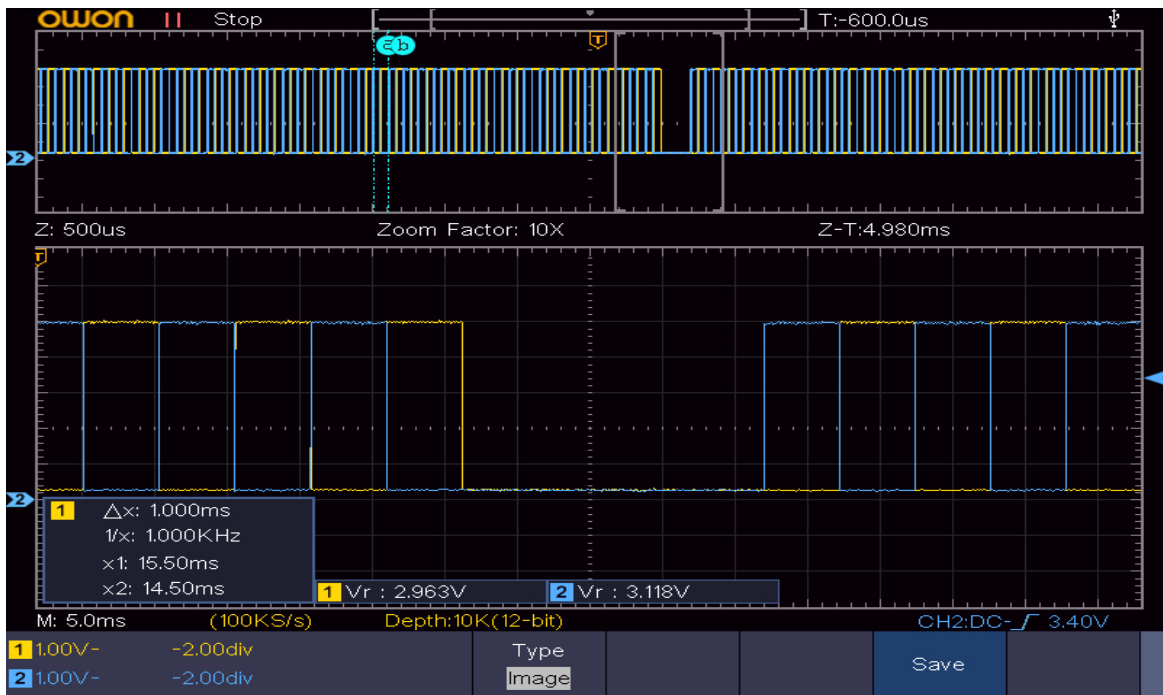 owon Stop T:-600.0us
a b T
2
Z: 500us Zoom Factor: 10X Z-T:4.980ms
T
2
1 △x: 1.000ms
1/x: 1.000KHz
x1: 15.50ms
x2: 14.50ms
1 Vr : 2.963V 2 Vr : 3.118V
M: 5.0ms (100KS/s) Depth:10K(12-bit) CH2:DC- 3.40V
1 1.00V- -2.00div Type Save
2 1.00V- -2.00div Image